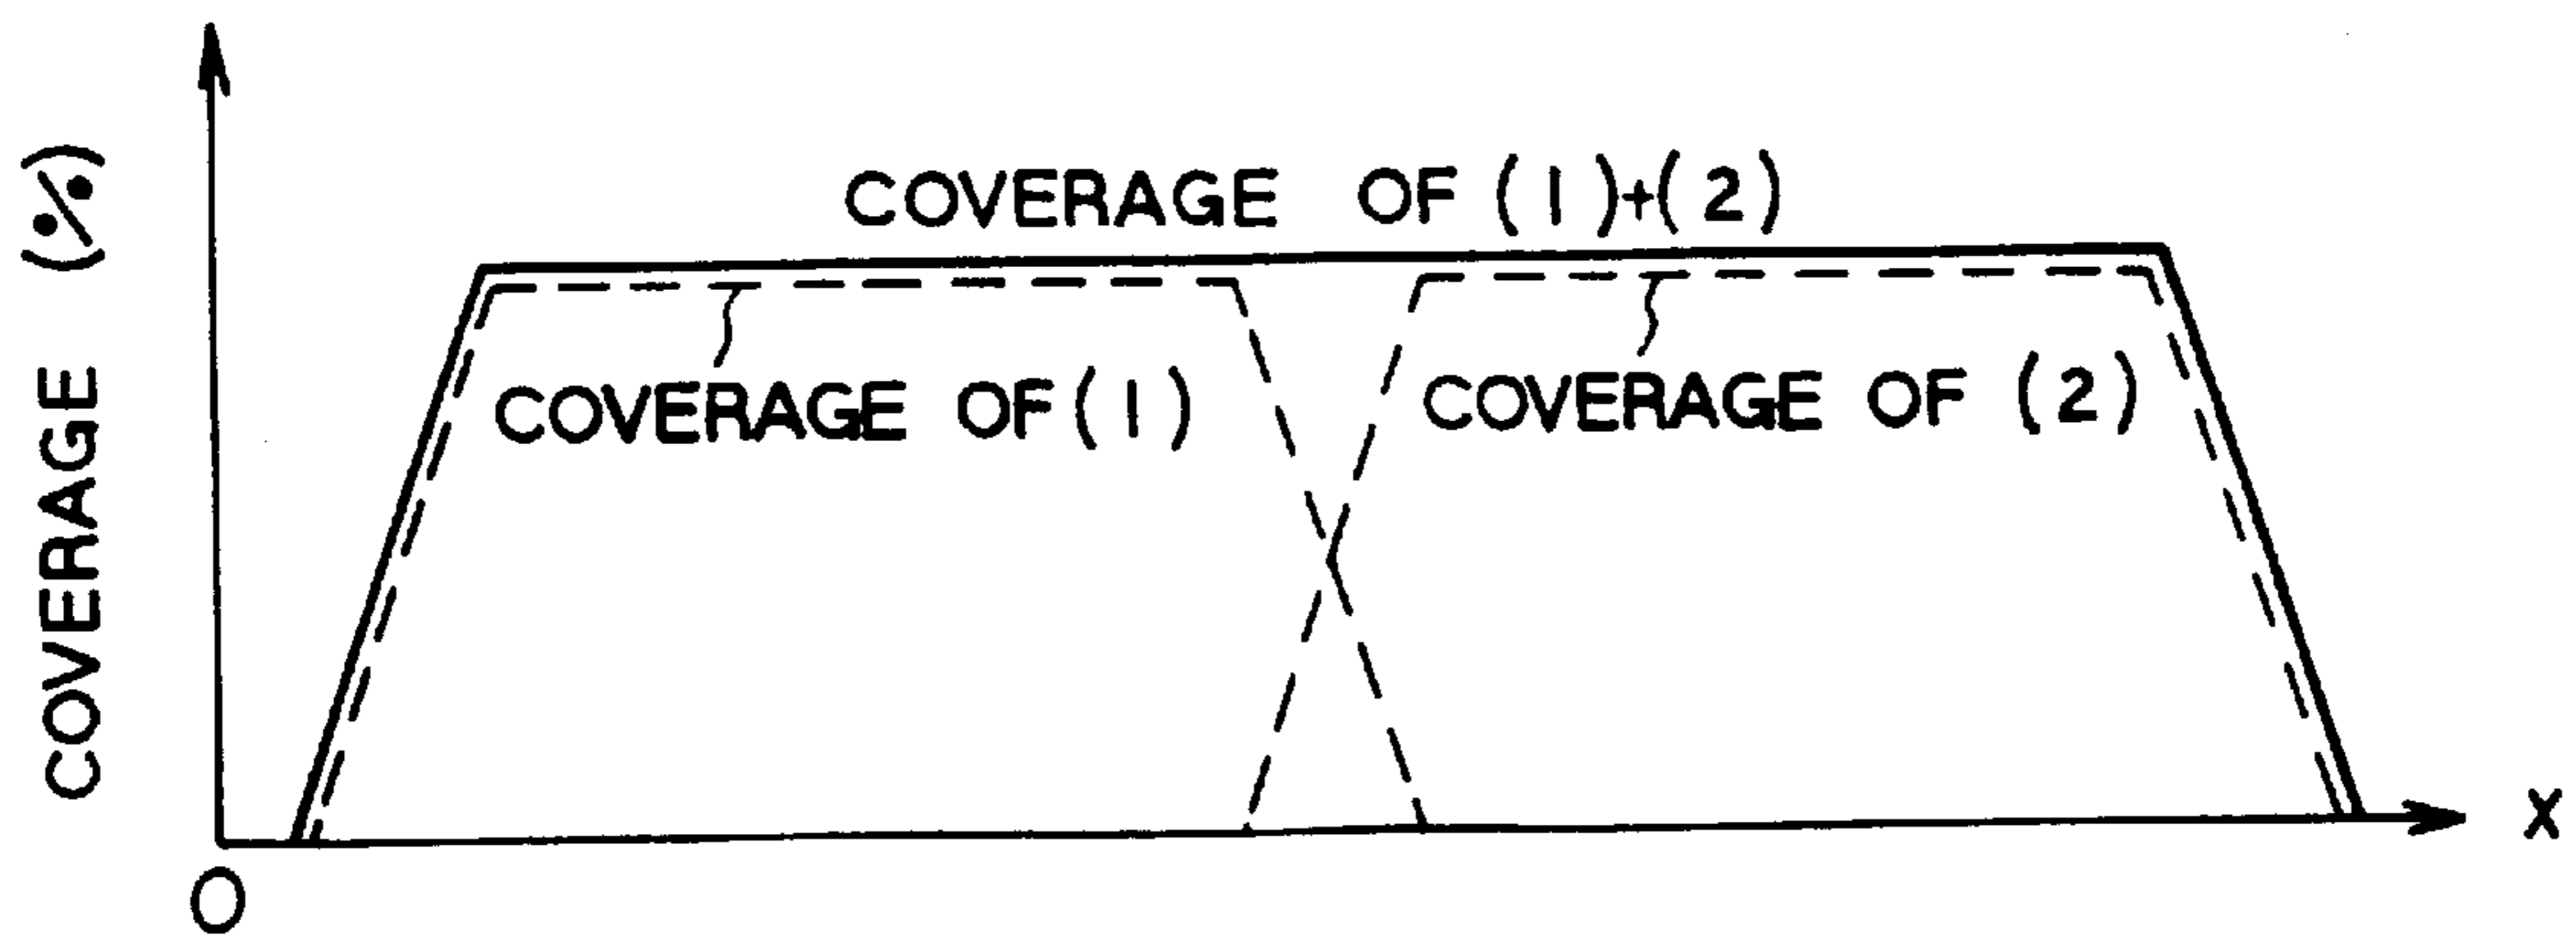 COVERAGE (%)
COVERAGE OF (1)+(2)
COVERAGE OF (1)
COVERAGE OF (2)
X
O